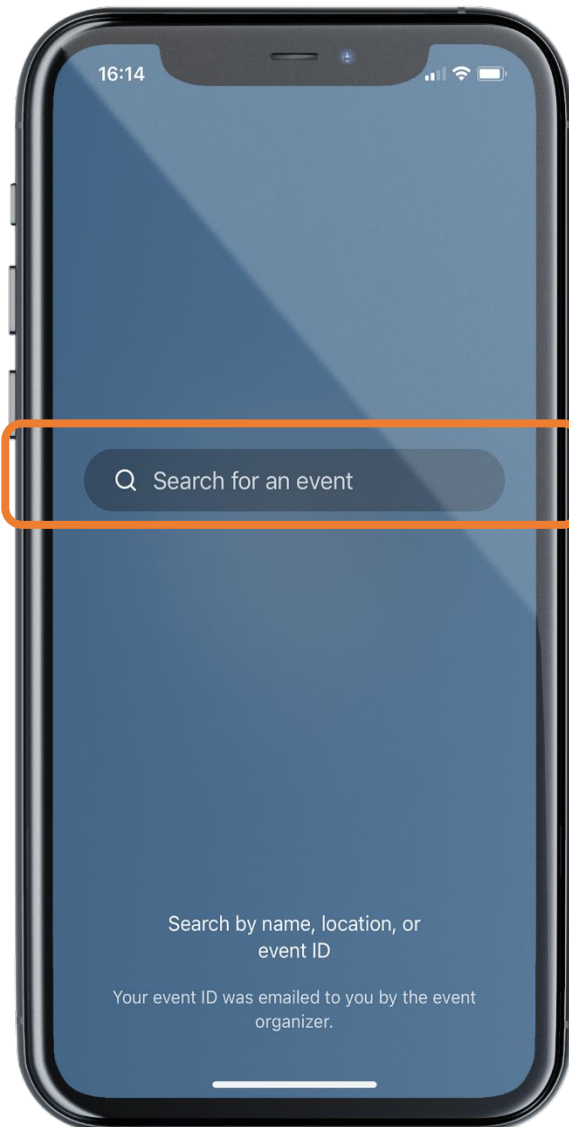 16:14
Search for an event
Search by name, location, or
event ID
Your event ID was emailed to you by the event
organizer.